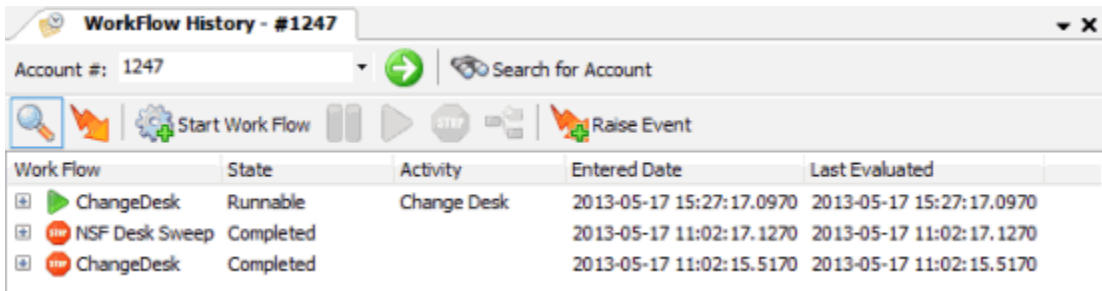 WorkFlow History - #1247
Account #: 1247 Search for Account
Start Work Flow STOP Raise Event
Work Flow State Activity Entered Date Last Evaluated
ChangeDesk Runnable Change Desk 2013-05-17 15:27:17.0970 2013-05-17 15:27:17.0970
STOP NSF Desk Sweep Completed 2013-05-17 11:02:17.1270 2013-05-17 11:02:17.1270
STOP ChangeDesk Completed 2013-05-17 11:02:15.5170 2013-05-17 11:02:15.5170